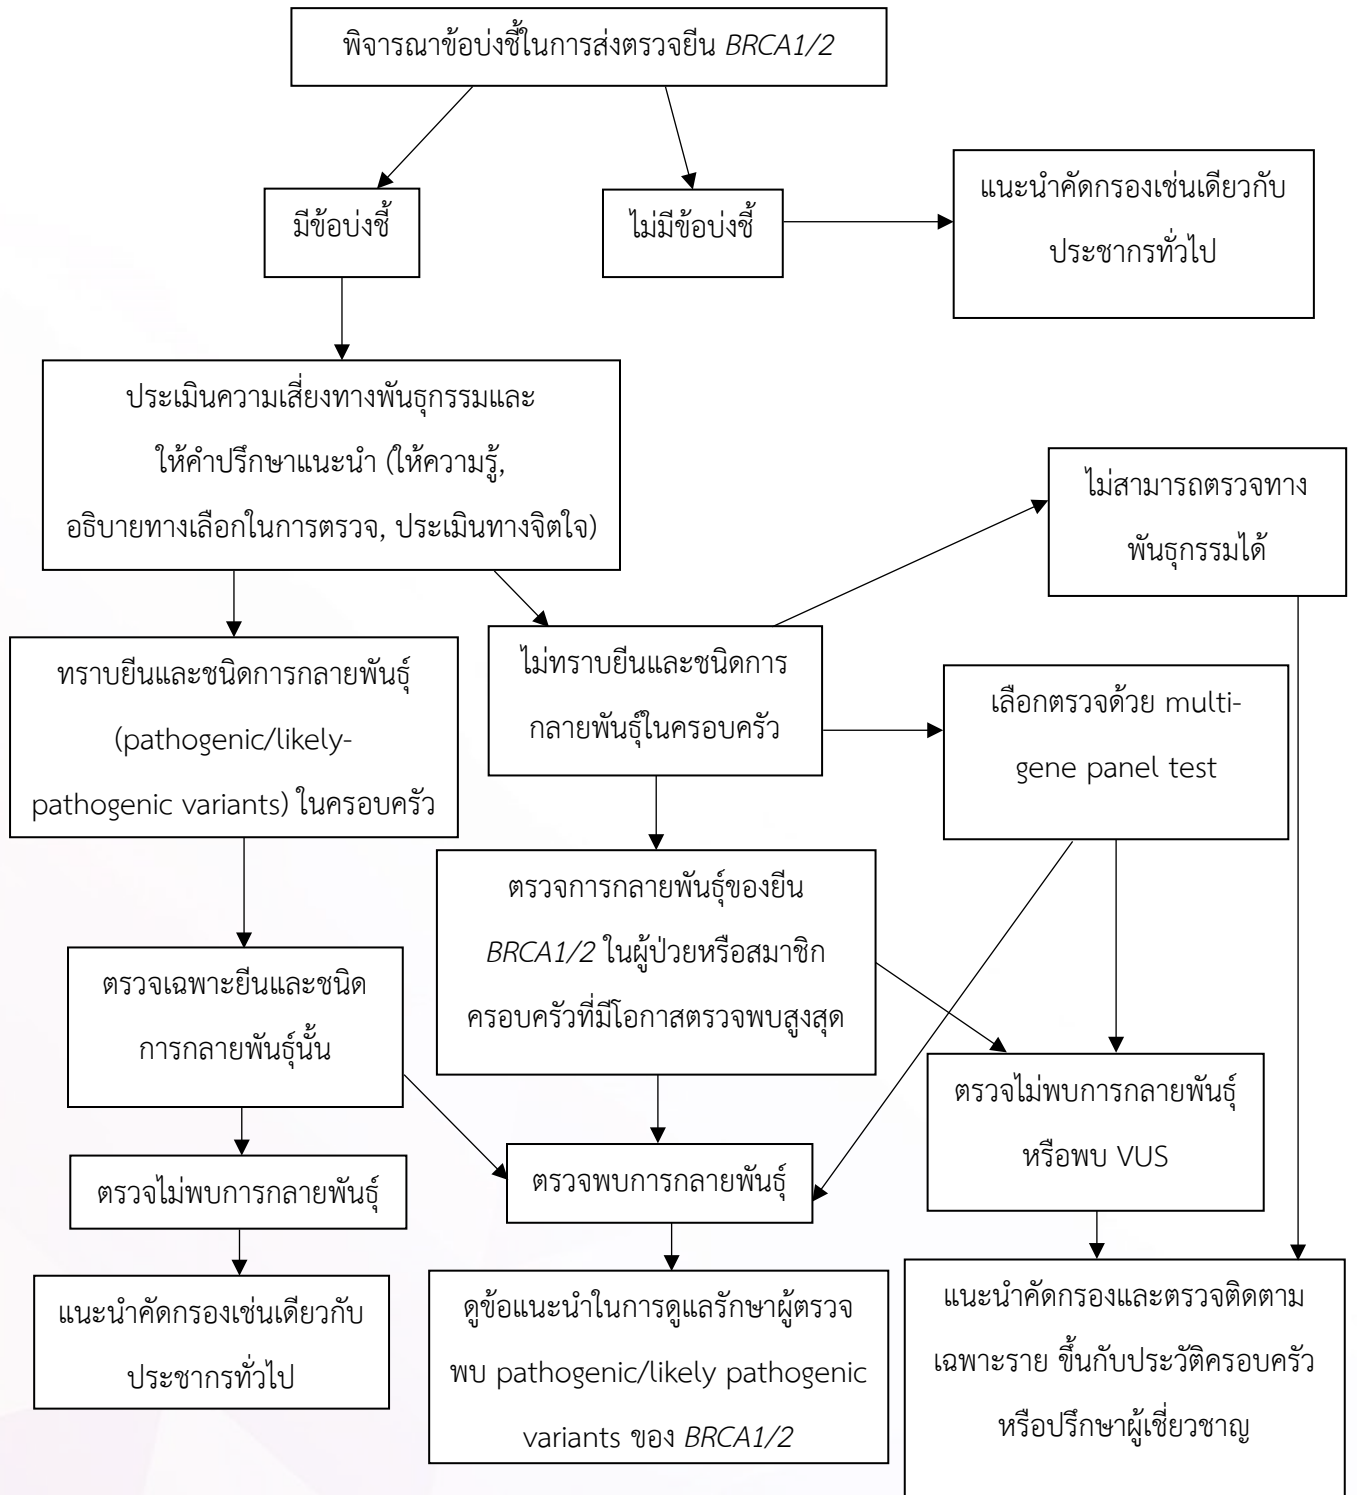 พิจารณาข้อบ่งชี้ในการส่งตรวจยีน BRCA1/2
มีข้อบ่งชี้
ไม่มีข้อบ่งชี้
แนะนำคัดกรองเช่นเดียวกับ
ประชากรทั่วไป
ประเมินความเสี่ยงทางพันธุกรรมและ
ให้คำปรึกษาแนะนำ (ให้ความรู้,
อธิบายทางเลือกในการตรวจ, ประเมินทางจิตใจ)
ไม่สามารถตรวจทาง
พันธุกรรมได้
ทราบยีนและชนิดการกลายพันธุ์
(pathogenic/likely-
pathogenic variants) ในครอบครัว
ไม่ทราบยีนและชนิดการ
กลายพันธุ์ในครอบครัว
เลือกตรวจด้วย multi-
gene panel test
ตรวจการกลายพันธุ์ของยีน
BRCA1/2 ในผู้ป่วยหรือสมาชิก
ครอบครัวที่มีโอกาสตรวจพบสูงสุด
ตรวจเฉพาะยีนและชนิด
การกลายพันธุ์นั้น
ตรวจไม่พบการกลายพันธุ์
หรือพบ VUS
ตรวจไม่พบการกลายพันธุ์
ตรวจพบการกลายพันธุ์
แนะนำคัดกรองเช่นเดียวกับ
ประชากรทั่วไป
ดูข้อแนะนำในการดูแลรักษาผู้ตรวจ
พบ pathogenic/likely pathogenic
variants ของ BRCA1/2
แนะนำคัดกรองและตรวจติดตาม
เฉพาะราย ขึ้นกับประวัติครอบครัว
หรือปรึกษาผู้เชี่ยวชาญ